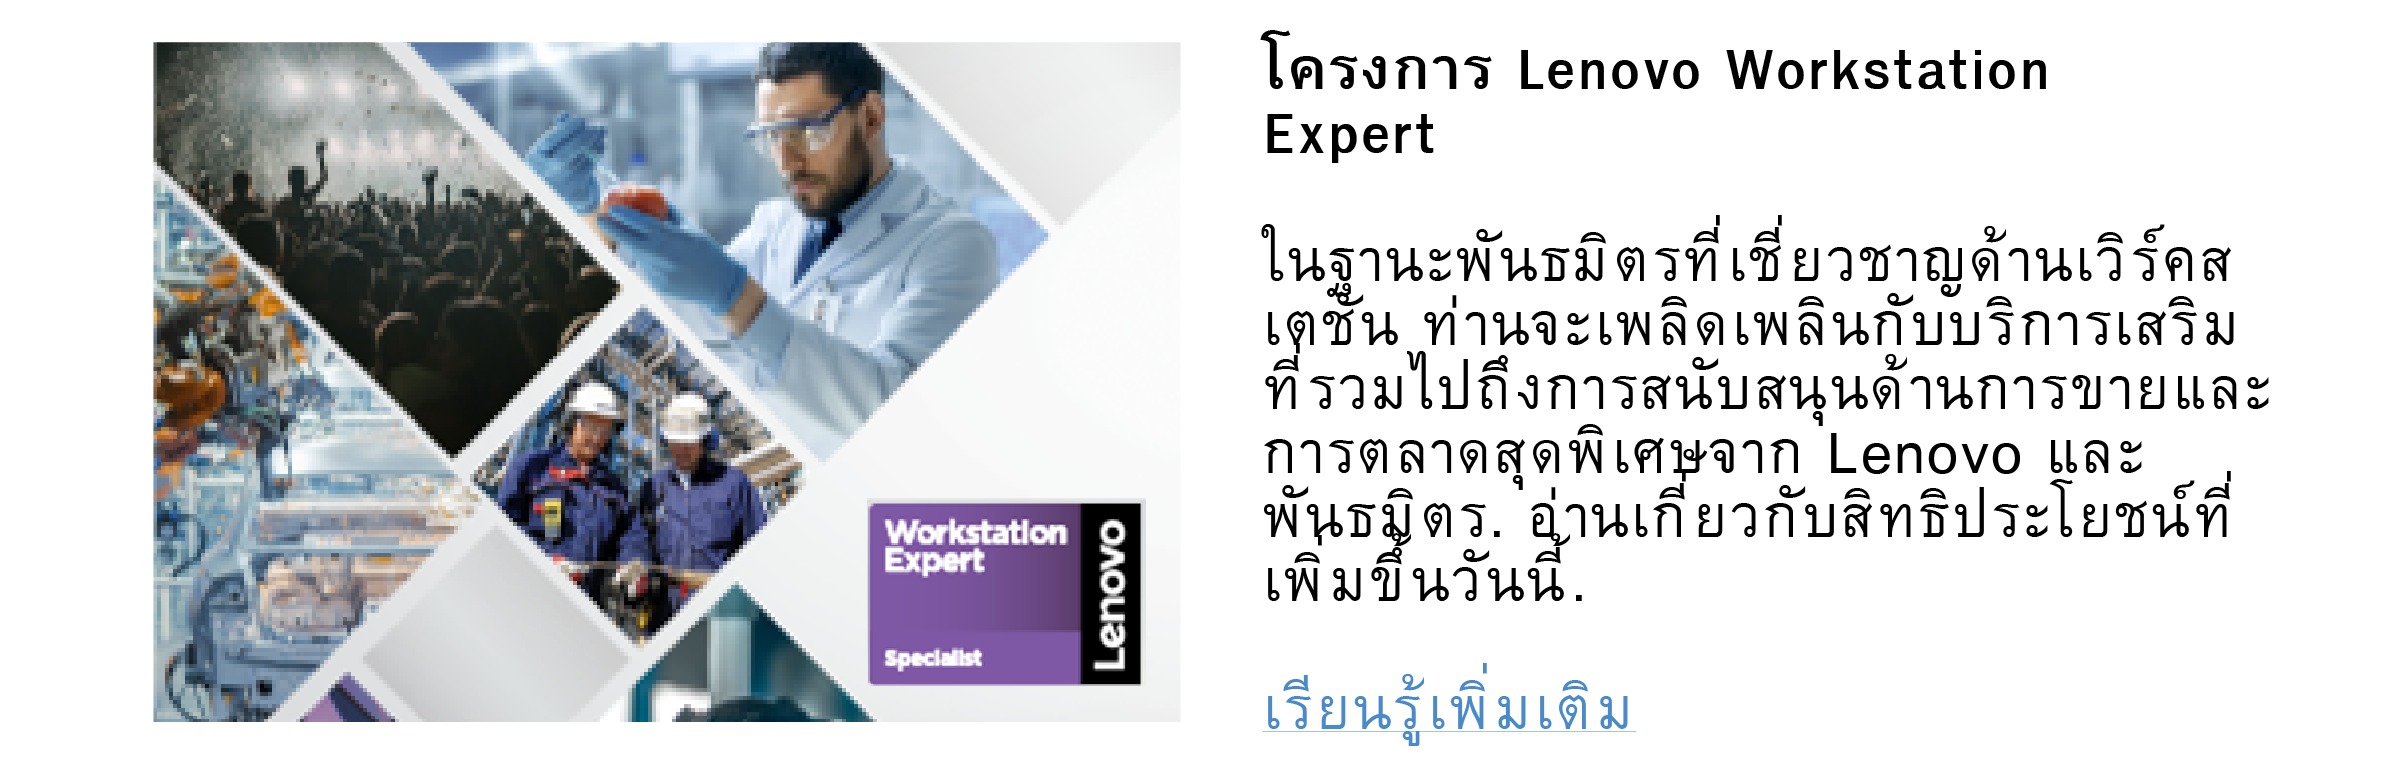 โครงการ Lenovo Workstation
Expert
ในฐานะพันธมิตรที่เชี่ยวชาญด้านเวิร์คส
เตชัน ท่านจะเพลิดเพลินกับบริการเสริม
ที่รวมไปถึงการสนับสนุนด้านการขายและ
การตลาดสุดพิเศษจาก Lenovo และ
พันธมิตร. อ่านเกี่ยวกับสิทธิประโยชน์ที่
เพิ่มขึ้นวันนี้.
เรียนรู้เพิ่มเติม
Workstation
Expert
Specialist
Lenovo